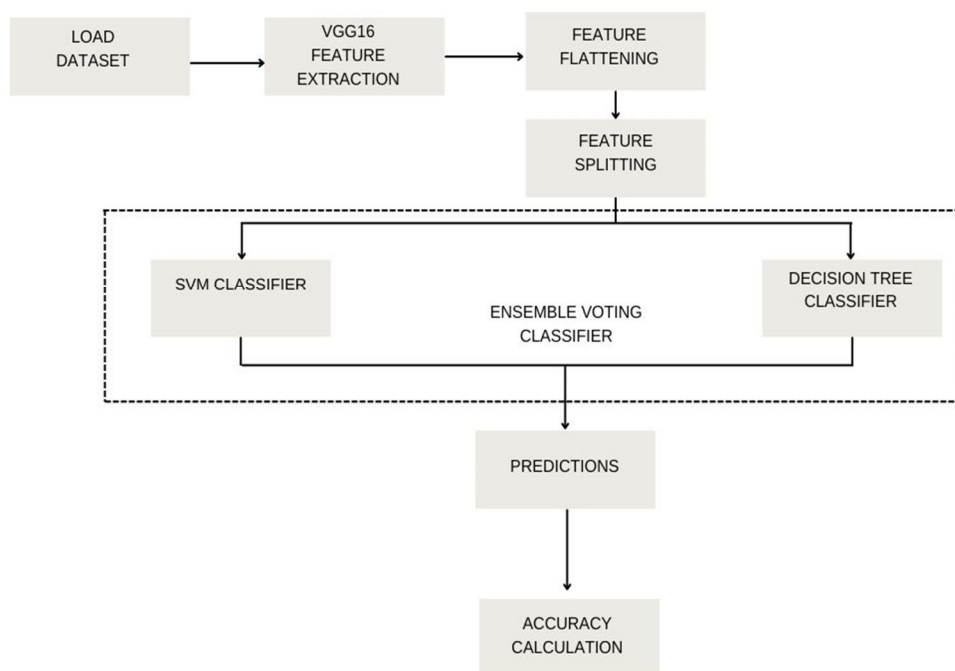 LOAD
DATASET
VGG16
FEATURE
EXTRACTION
FEATURE
FLATTENING
FEATURE
SPLITTING
SVM CLASSIFIER
ENSEMBLE VOTING
CLASSIFIER
DECISION TREE
CLASSIFIER
PREDICTIONS
ACCURACY
CALCULATION